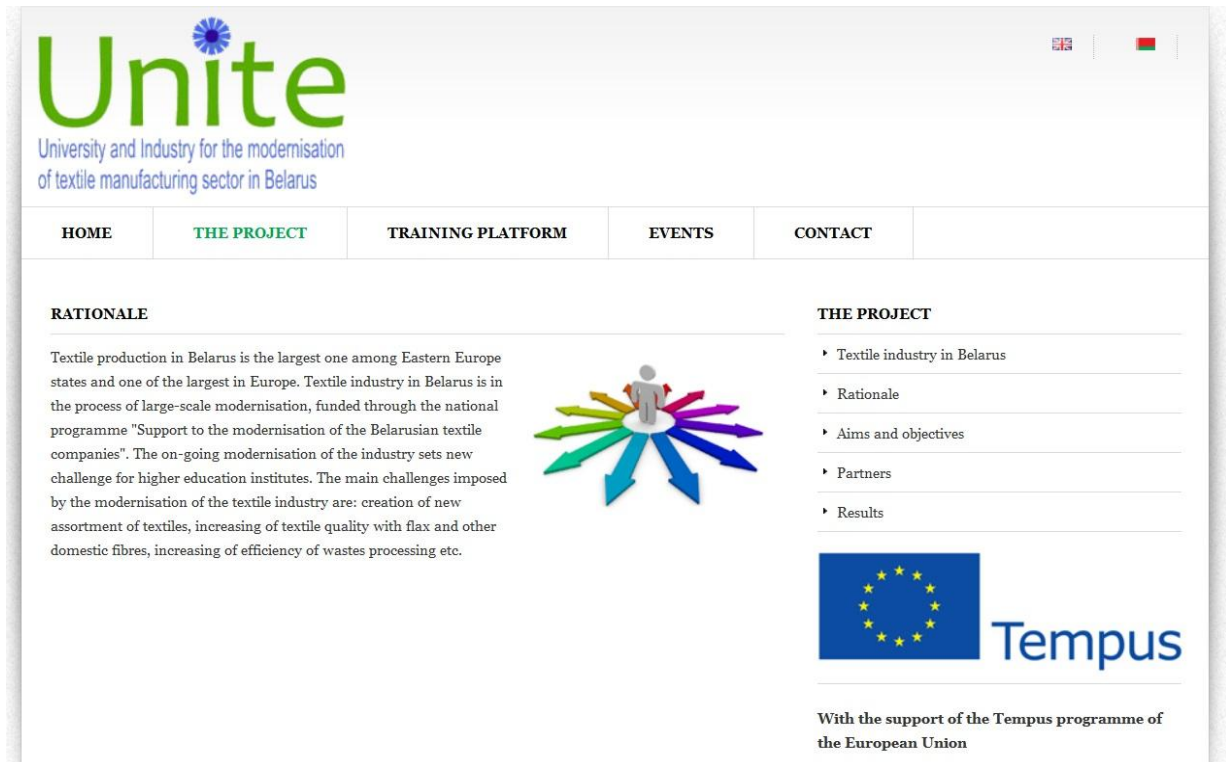 Unite
University and Industry for the modernisation
of textile manufacturing sector in Belarus
HOME
THE PROJECT
TRAINING PLATFORM
EVENTS
CONTACT
RATIONALE
Textile production in Belarus is the largest one among Eastern Europe
states and one of the largest in Europe. Textile industry in Belarus is in
the process of large-scale modernisation, funded through the national
programme "Support to the modernisation of the Belarusian textile
companies". The on-going modernisation of the industry sets new
challenge for higher education institutes. The main challenges imposed
by the modernisation of the textile industry are: creation of new
assortment of textiles, increasing of textile quality with flax and other
domestic fibres, increasing of efficiency of wastes processing etc.
THE PROJECT
Textile industry in Belarus
Rationale
Aims and objectives
Partners
Results
Tempus
With the support of the Tempus programme of
the European Union